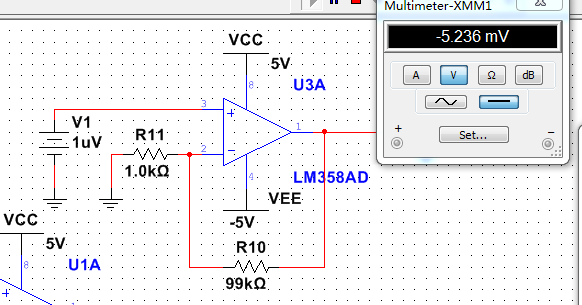 Multimeter-XMM1
-5.236 mV
A
V
Ω
dB
+
Set...
−
VCC
5V
8
U3A
3
+
1
2
−
V1
1uV
R11
1.0kΩ
4
LM358AD
VEE
-5V
R10
99kΩ
VCC
5V
8
U1A
+